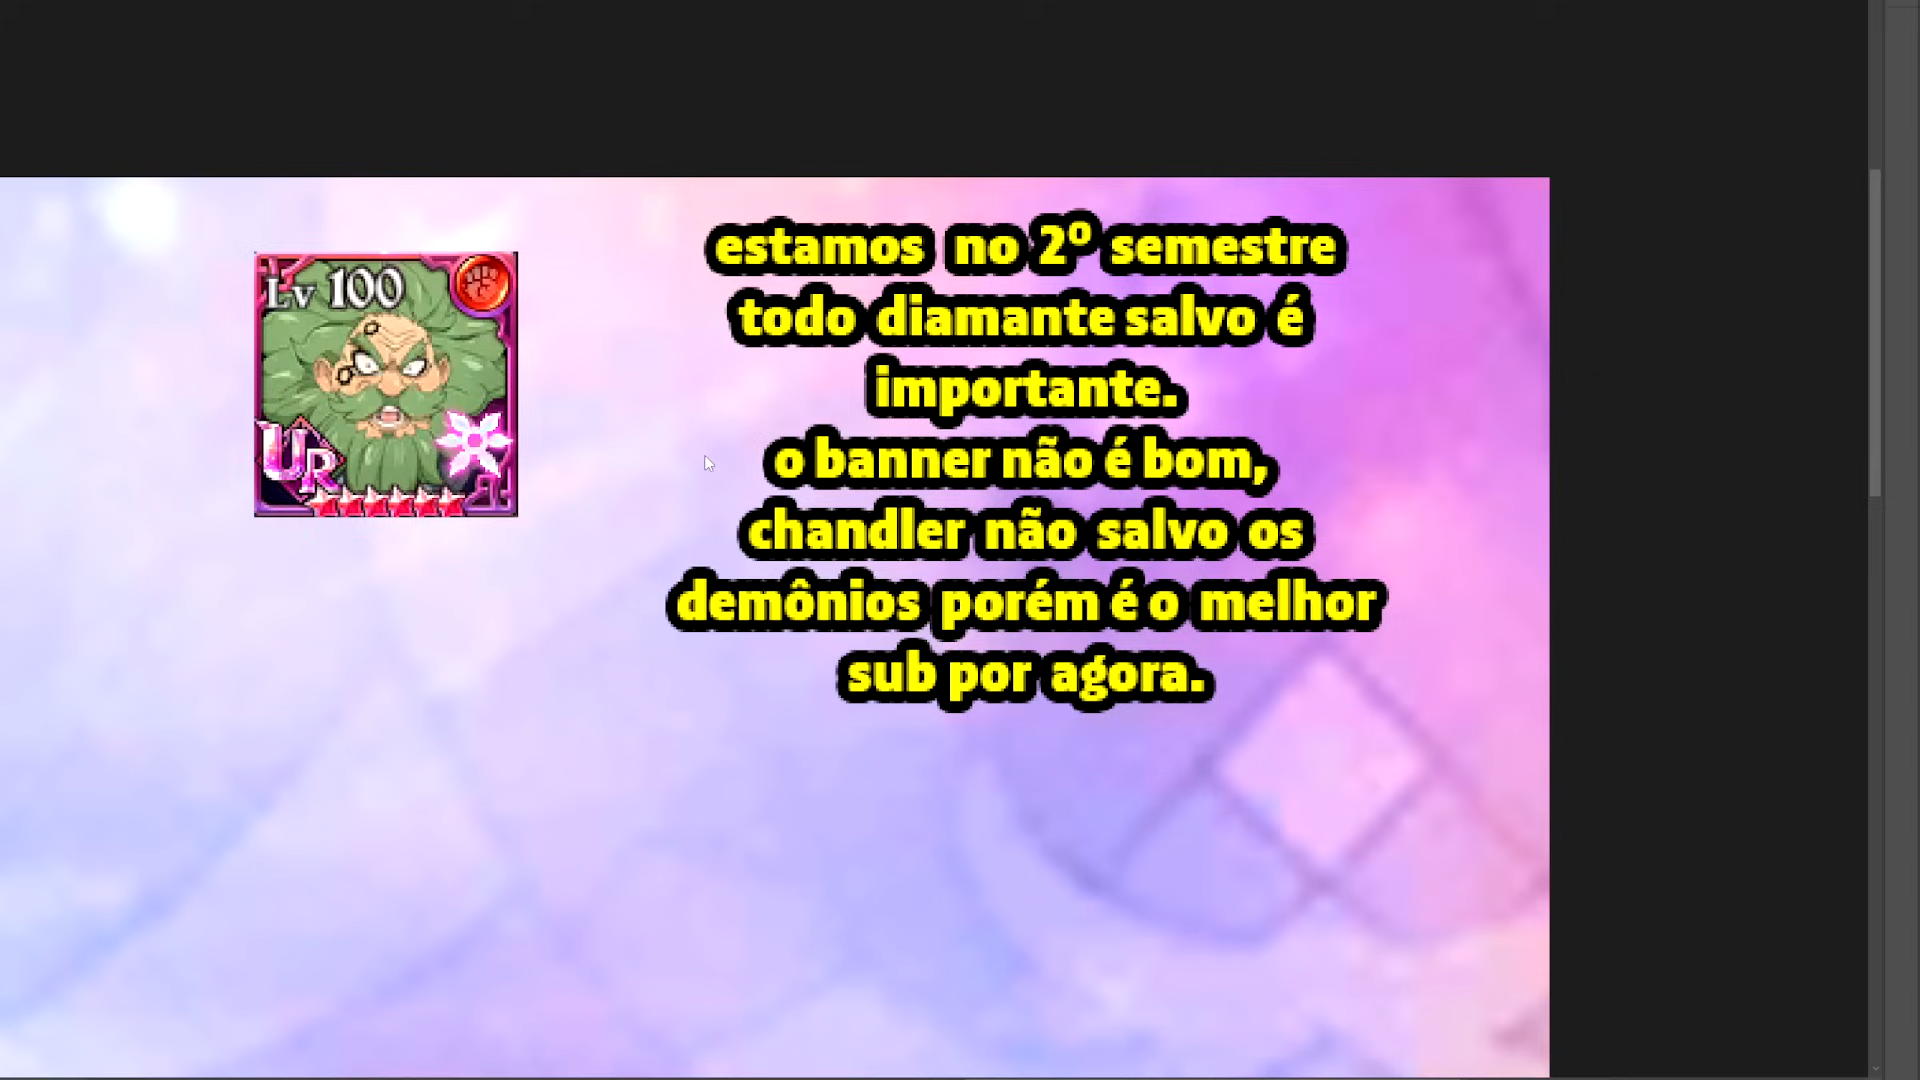 Lv 100
UR
estamos no 2º semestre
todo diamante salvo é
importante.
o banner não é bom,
chandler não salvo os
demônios porém é o melhor
sub por agora.